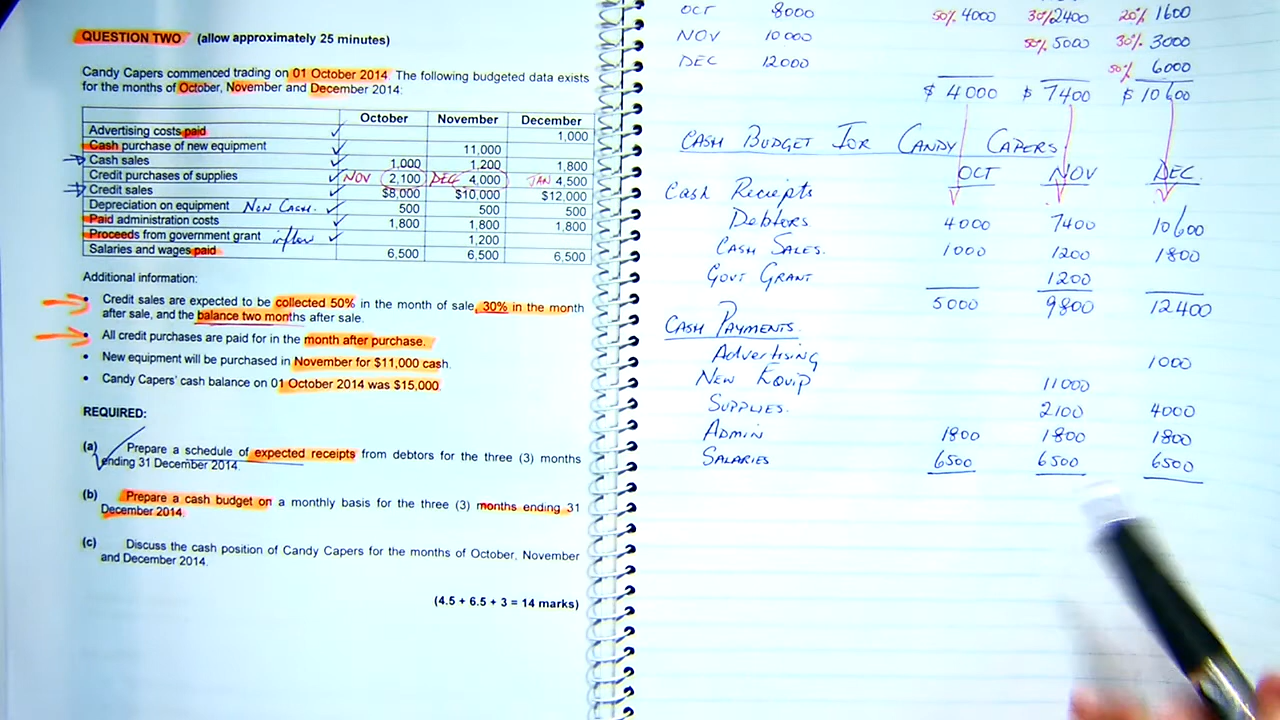 QUESTION TWO (allow approximately 25 minutes)
Candy Capers commenced trading on 01 October 2014. The following budgeted data exists
for the months of October, November and December 2014:
October November December
Advertising costs paid ✓ 1,000
Cash purchase of new equipment ✓ 11,000
Cash sales ✓ 1,000 1,200 1,800
Credit purchases of supplies ✓ NOV 2,100 DEC 4,000 JAN 4,500
Credit sales ✓ $8,000 $10,000 $12,000
Depreciation on equipment NON CASH. ✓ 500 500 500
Paid administration costs ✓ 1,800 1,800 1,800
Proceeds from government grant inflow ✓ 1,200
Salaries and wages paid 6,500 6,500 6,500
Additional information:
• Credit sales are expected to be collected 50% in the month of sale, 30% in the month
after sale, and the balance two months after sale.
• All credit purchases are paid for in the month after purchase.
• New equipment will be purchased in November for $11,000 cash.
• Candy Capers' cash balance on 01 October 2014 was $15,000.
REQUIRED:
(a) Prepare a schedule of expected receipts from debtors for the three (3) months
ending 31 December 2014.
(b) Prepare a cash budget on a monthly basis for the three (3) months ending 31
December 2014.
(c) Discuss the cash position of Candy Capers for the months of October, November
and December 2014.
(4.5 + 6.5 + 3 = 14 marks)
OCT 8000 50% 4000 30% 2400 20% 1600
NOV 10000 50% 5000 30% 3000
DEC 12000 50% 6000
$ 4000 $ 7400 $ 10600
CASH BUDGET FOR CANDY CAPERS
OCT NOV DEC.
Cash Receipts
Debtors 4000 7400 10600
CASH SALES. 1000 1200 1800
GOVT GRANT 1200
5000 9800 12400
CASH PAYMENTS.
Advertising 1000
NEW EQUIP 11000
SUPPLIES. 2100 4000
ADMIN 1800 1800 1800
SALARIES 6500 6500 6500